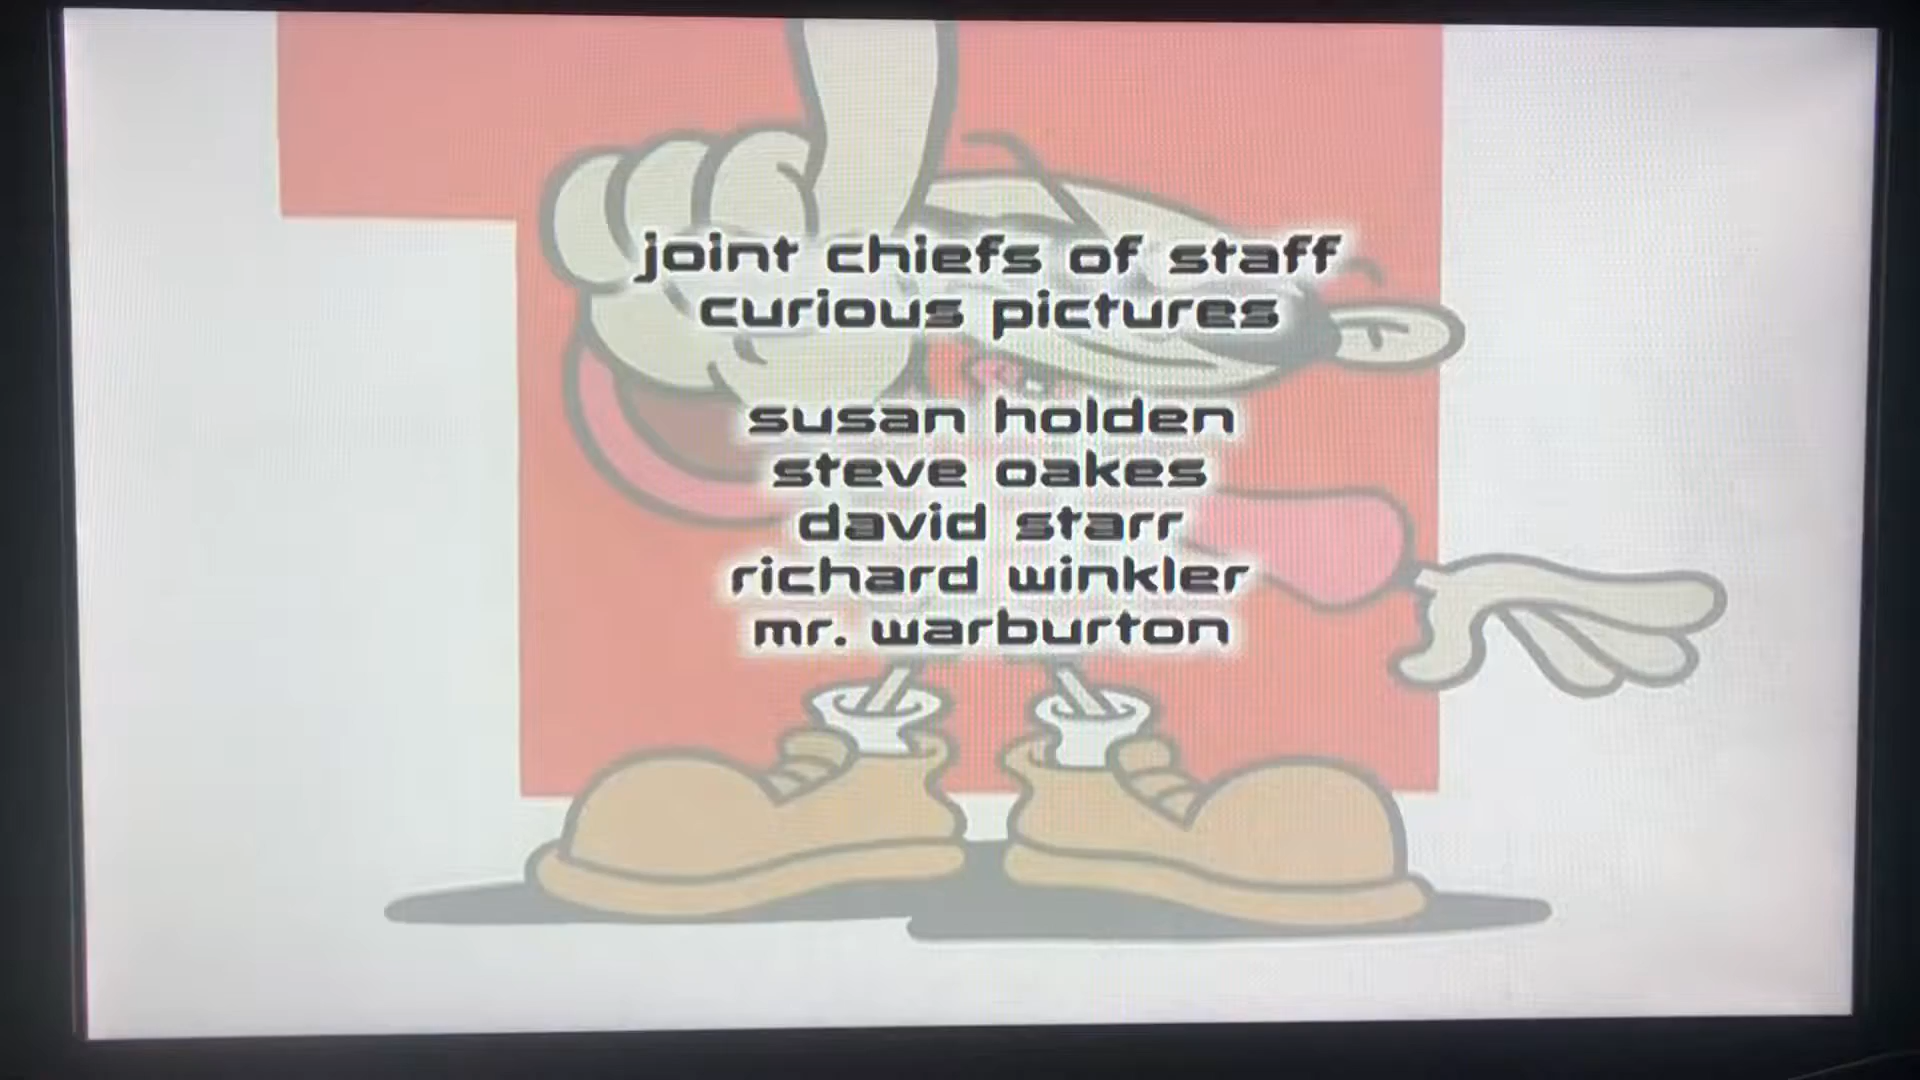 joint chiefs of staff
curious pictures
susan holden
steve oakes
david starr
richard winkler
mr. warburton